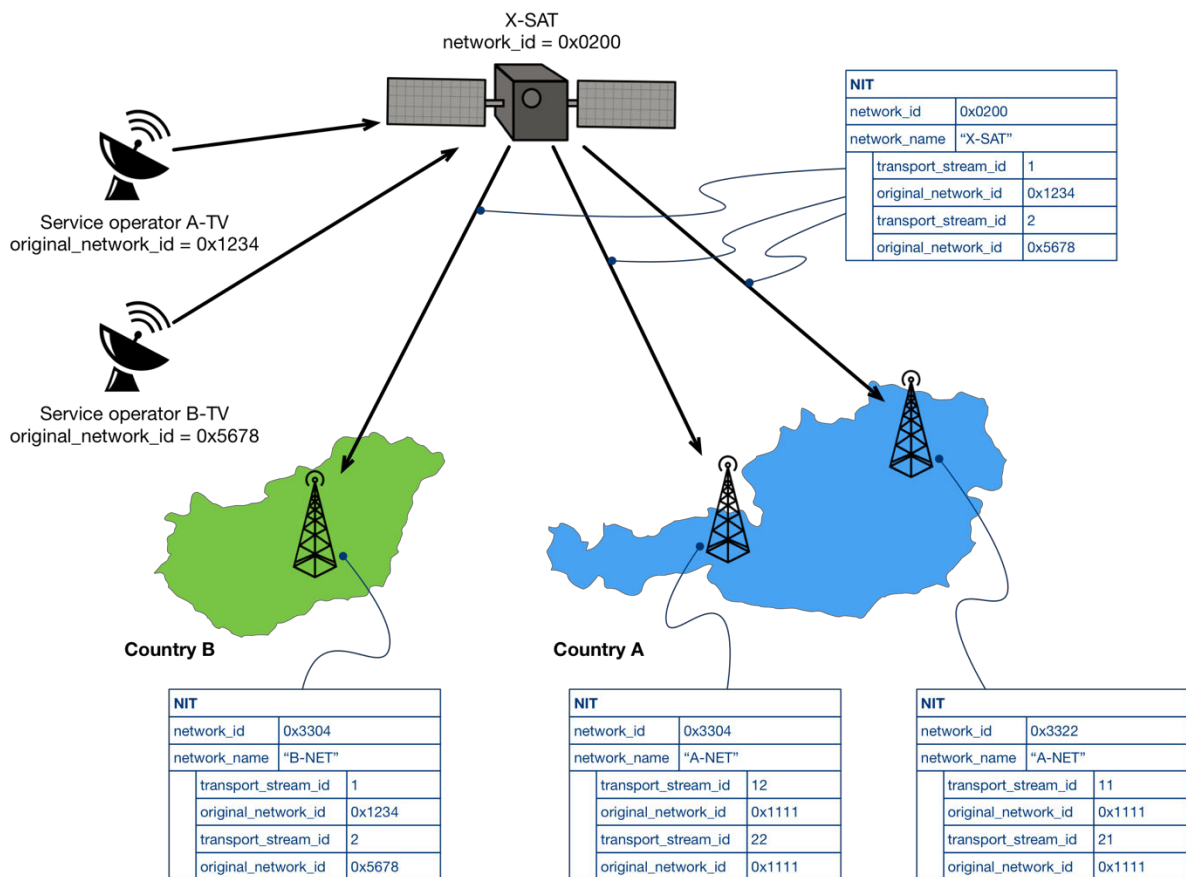 X-SAT
network_id = 0x0200
NIT
network_id 0x0200
network_name “X-SAT”
transport_stream_id 1
original_network_id 0x1234
transport_stream_id 2
original_network_id 0x5678
Service operator A-TV
original_network_id = 0x1234
Service operator B-TV
original_network_id = 0x5678
Country B
Country A
NIT
network_id 0x3304
network_name “B-NET”
transport_stream_id 1
original_network_id 0x1234
transport_stream_id 2
original_network_id 0x5678
NIT
network_id 0x3304
network_name “A-NET”
transport_stream_id 12
original_network_id 0x1111
transport_stream_id 22
original_network_id 0x1111
NIT
network_id 0x3322
network_name “A-NET”
transport_stream_id 11
original_network_id 0x1111
transport_stream_id 21
original_network_id 0x1111